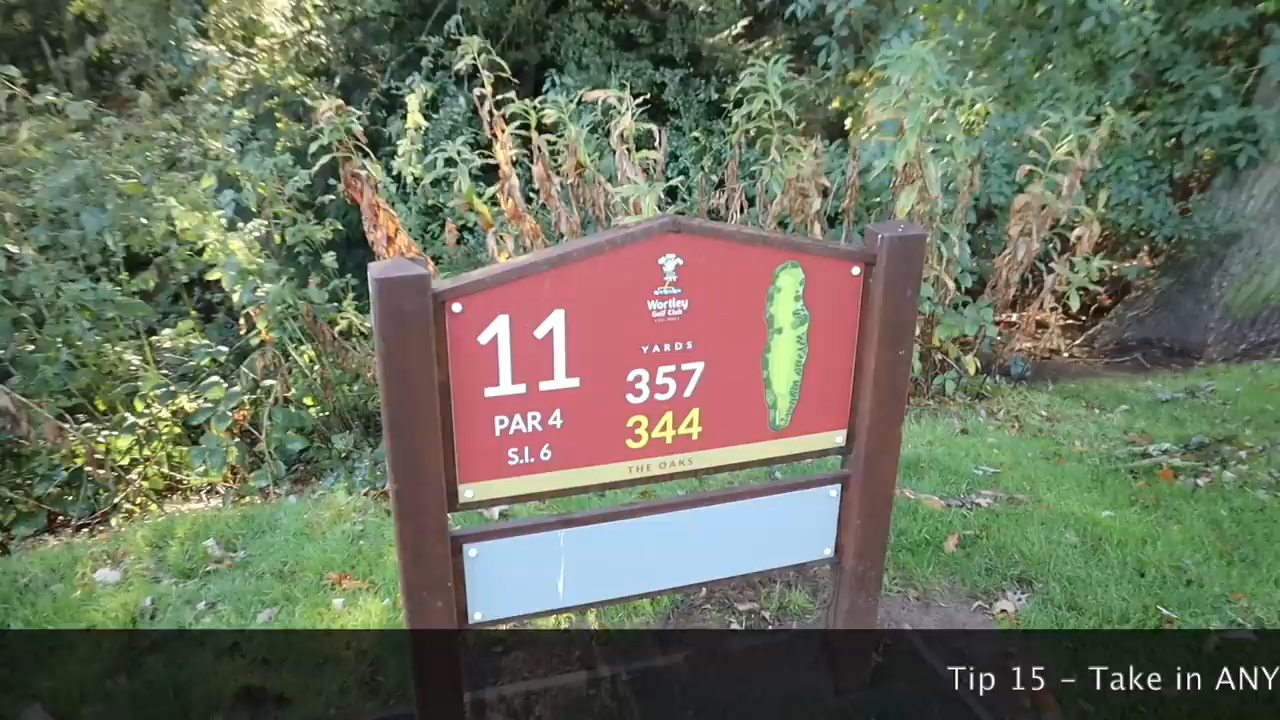 11
PAR 4
S.I. 6
Wortley
Golf Club
YARDS
357
344
THE OAKS
Tip 15 – Take in ANY